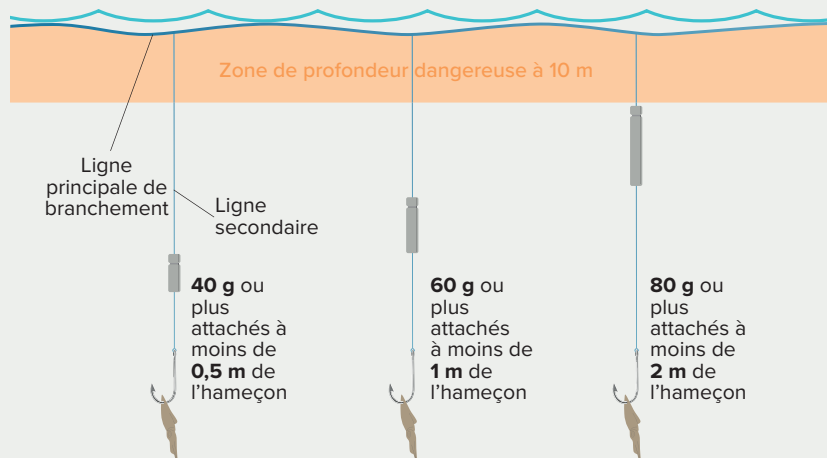 Zone de profondeur dangereuse à 10 m
Ligne
principale de
branchement
Ligne
secondaire
40 g ou
plus
attachés à
moins de
0,5 m de
l’hameçon
60 g ou
plus
attachés
à moins de
1 m de
l’hameçon
80 g ou
plus
attachés à
moins de
2 m de
l’hameçon